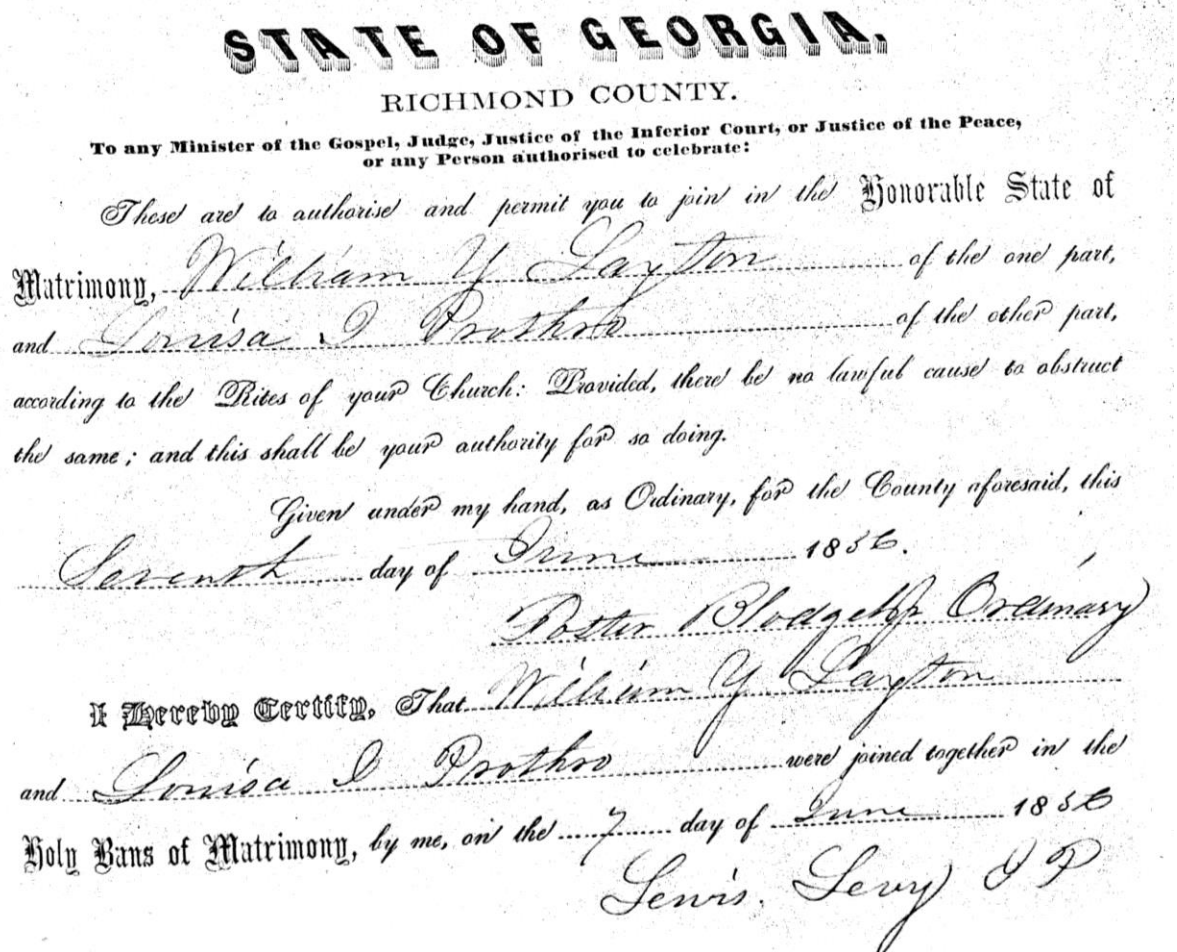 STATE OF GEORGIA.
RICHMOND COUNTY.
To any Minister of the Gospel, Judge, Justice of the Inferior Court, or Justice of the Peace,
or any Person authorised to celebrate:
These are to authorise and permit you to join in the Honorable State of
Matrimony, William Y Layton of the one part,
and Louisa I Prothro of the other part,
according to the Rites of your Church: Provided, there be no lawful cause to obstruct
the same; and this shall be your authority for so doing.
Given under my hand, as Ordinary, for the County aforesaid, this
Seventh day of June 1856.
Foster Blodget Jr Ordinary
I Hereby Certify, That William Y Layton
and Louisa I Prothro were joined together in the
Holy Bans of Matrimony, by me, on the 7 day of June 1856
Lewis. Levy J P